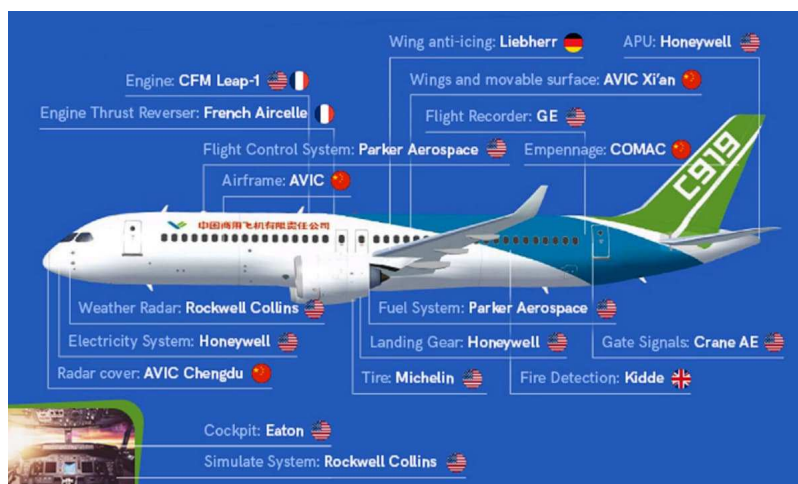 Wing anti-icing: Liebherr
APU: Honeywell
Engine: CFM Leap-1
Wings and movable surface: AVIC Xi'an
Engine Thrust Reverser: French Aircelle
Flight Recorder: GE
Flight Control System: Parker Aerospace
Empennage: COMAC
Airframe: AVIC
C919
中国商用飞机有限责任公司
Weather Radar: Rockwell Collins
Fuel System: Parker Aerospace
Electricity System: Honeywell
Landing Gear: Honeywell
Gate Signals: Crane AE
Radar cover: AVIC Chengdu
Tire: Michelin
Fire Detection: Kidde
Cockpit: Eaton
Simulate System: Rockwell Collins